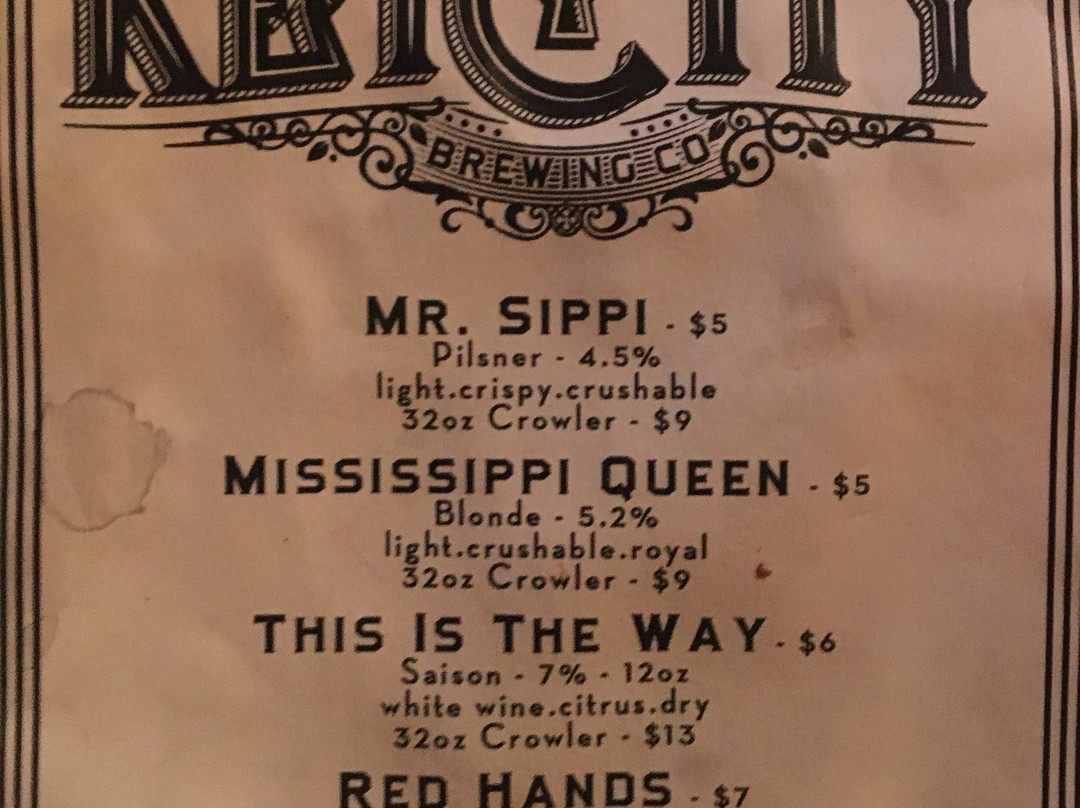 KEY CITY
BREWING CO
MR. SIPPI - $5
Pilsner - 4.5%
light.crispy.crushable
32oz Crowler - $9
MISSISSIPPI QUEEN - $5
Blonde - 5.2%
light.crushable.royal
32oz Crowler - $9
THIS IS THE WAY - $6
Saison - 7% - 12oz
white wine.citrus.dry
32oz Crowler - $13
RED HANDS - $7